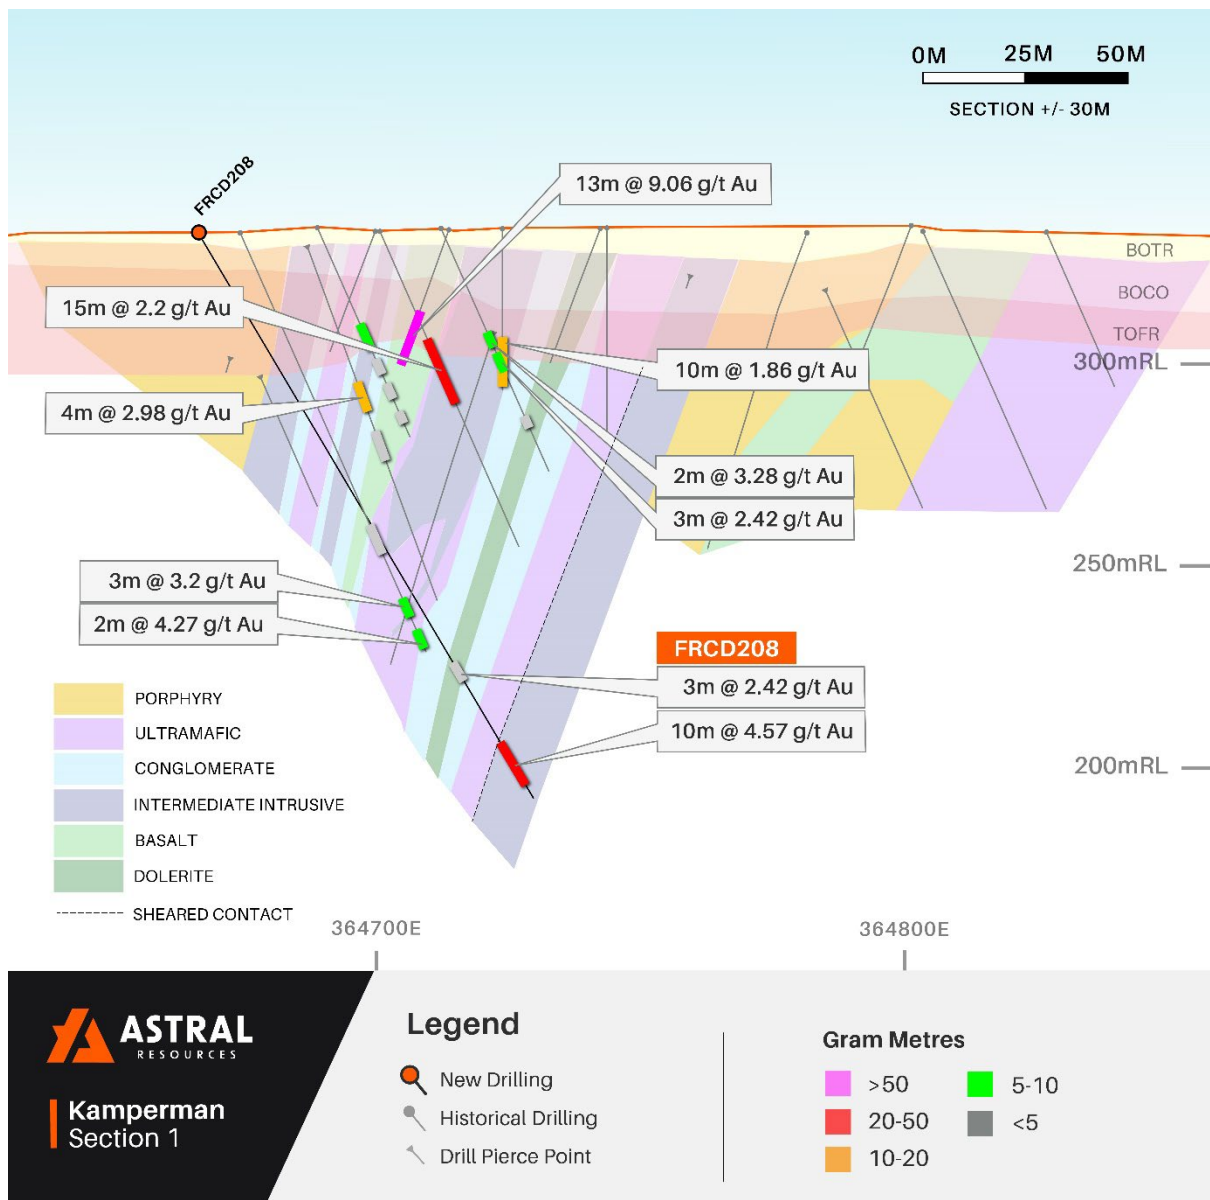 0M 25M 50M
SECTION +/- 30M
FRCD208
13m @ 9.06 g/t Au
BOTR
BOCO
15m @ 2.2 g/t Au
TOFR
300mRL
10m @ 1.86 g/t Au
4m @ 2.98 g/t Au
2m @ 3.28 g/t Au
3m @ 2.42 g/t Au
250mRL
3m @ 3.2 g/t Au
2m @ 4.27 g/t Au
FRCD208
3m @ 2.42 g/t Au
10m @ 4.57 g/t Au
200mRL
PORPHYRY
ULTRAMAFIC
CONGLOMERATE
INTERMEDIATE INTRUSIVE
BASALT
DOLERITE
SHEARED CONTACT
364700E 364800E
ASTRAL
RESOURCES
Kamperman
Section 1
Legend
New Drilling
Historical Drilling
Drill Pierce Point
Gram Metres
>50 5-10
20-50 <5
10-20